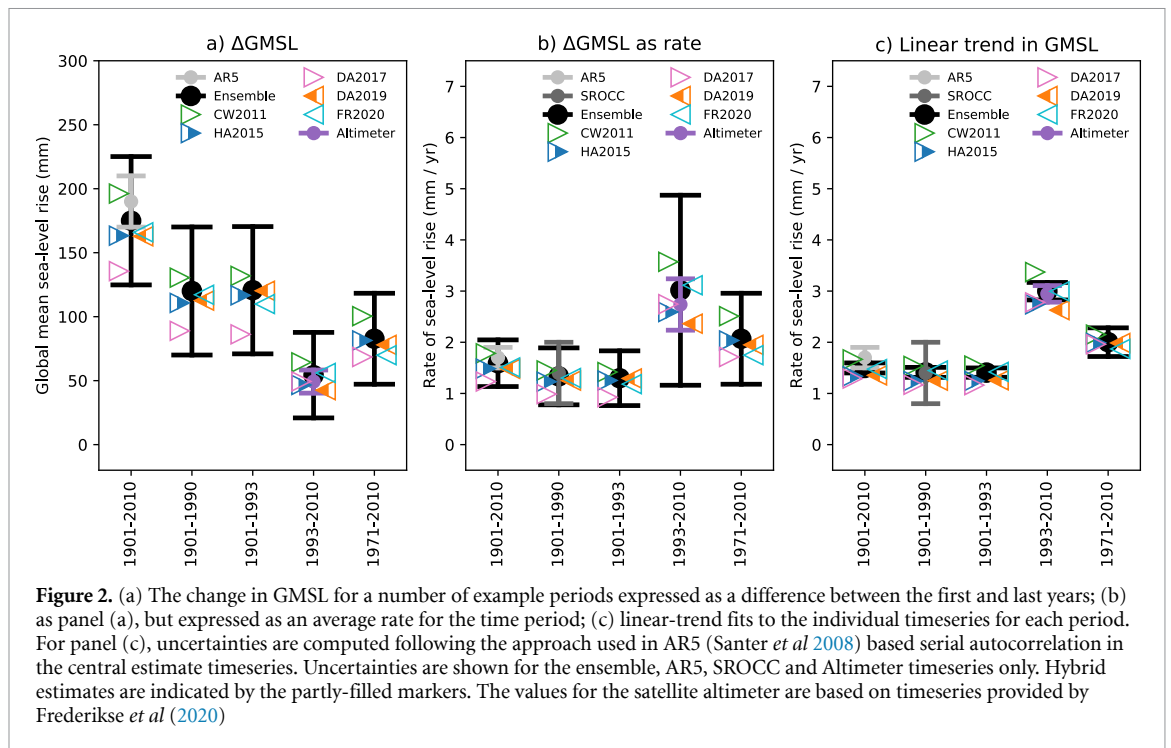 a) ΔGMSL
Global mean sea-level rise (mm)
300
250
200
150
100
50
0
AR5
Ensemble
CW2011
HA2015
DA2017
DA2019
FR2020
Altimeter
1901-2010
1901-1990
1901-1993
1993-2010
1971-2010
b) ΔGMSL as rate
Rate of sea-level rise (mm / yr)
7
6
5
4
3
2
1
0
AR5
SROCC
Ensemble
CW2011
HA2015
DA2017
DA2019
FR2020
Altimeter
1901-2010
1901-1990
1901-1993
1993-2010
1971-2010
c) Linear trend in GMSL
Rate of sea-level rise (mm / yr)
7
6
5
4
3
2
1
0
AR5
SROCC
Ensemble
CW2011
HA2015
DA2017
DA2019
FR2020
Altimeter
1901-2010
1901-1990
1901-1993
1993-2010
1971-2010
Figure 2. (a) The change in GMSL for a number of example periods expressed as a difference between the first and last years; (b)
as panel (a), but expressed as an average rate for the time period; (c) linear-trend fits to the individual timeseries for each period.
For panel (c), uncertainties are computed following the approach used in AR5 (Santer et al 2008) based serial autocorrelation in
the central estimate timeseries. Uncertainties are shown for the ensemble, AR5, SROCC and Altimeter timeseries only. Hybrid
estimates are indicated by the partly-filled markers. The values for the satellite altimeter are based on timeseries provided by
Frederikse et al (2020)